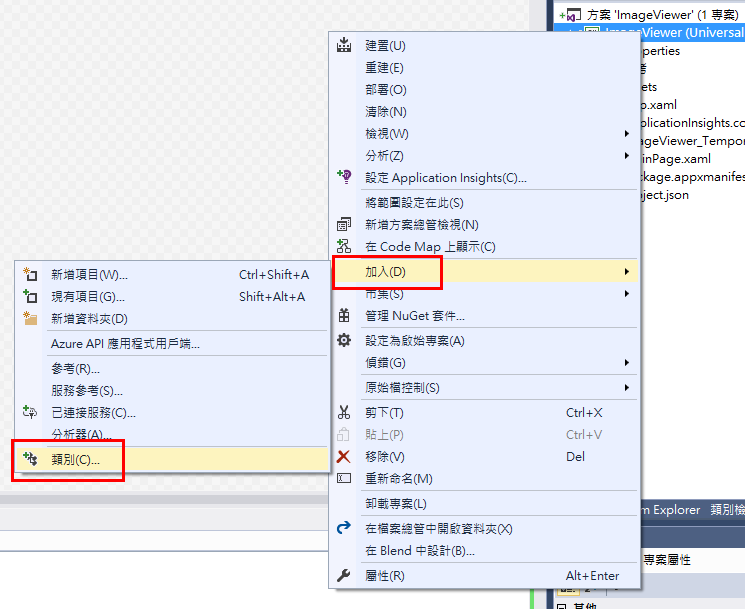 方案 'ImageViewer' (1 專案)
ImageViewer (Universal
perties
ets
o.xaml
plicationInsights.co
ageViewer_Tempor
inPage.xaml
ckage.appxmanifes
ject.json
建置(U)
重建(E)
部署(O)
清除(N)
檢視(W)
分析(Z)
設定 Application Insights(C)...
將範圍設定在此(S)
新增方案總管檢視(N)
在 Code Map 上顯示(C)
加入(D)
市集(S)
管理 NuGet 套件...
設定為啟始專案(A)
偵錯(G)
原始檔控制(S)
剪下(T) Ctrl+X
貼上(P) Ctrl+V
移除(V) Del
重新命名(M)
卸載專案(L)
在檔案總管中開啟資料夾(X)
在 Blend 中設計(B)...
屬性(R) Alt+Enter
新增項目(W)... Ctrl+Shift+A
現有項目(G)... Shift+Alt+A
新增資料夾(D)
Azure API 應用程式用戶端...
參考(R)...
服務參考(S)...
已連接服務(C)...
分析器(A)...
類別(C)...
m Explorer 類別檢
專案屬性
其他